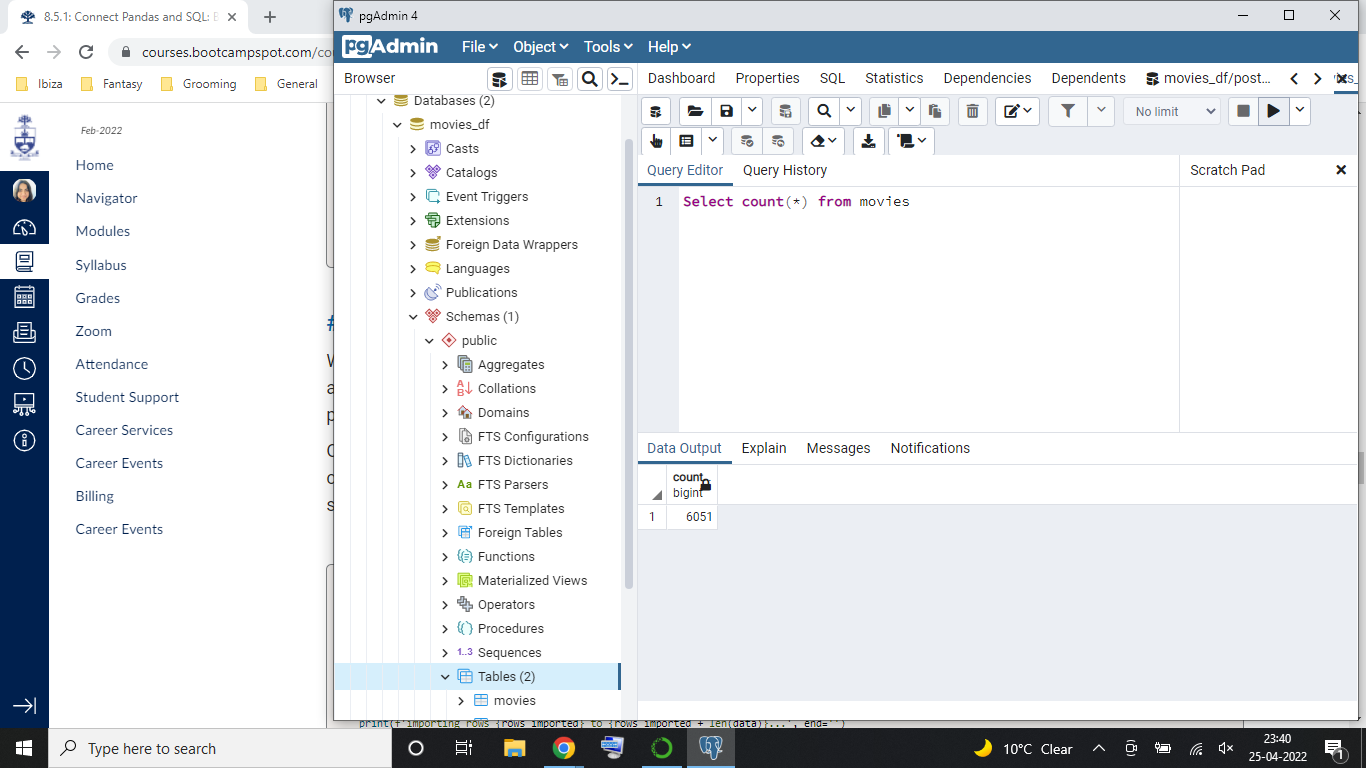 8.5.1: Connect Pandas and SQL:
pgAdmin 4
courses.bootcampspot.com/co
pgAdmin File Object Tools Help
Ibiza Fantasy Grooming General
Browser
Dashboard Properties SQL Statistics Dependencies Dependents movies_df/post...
Databases (2)
movies_df
Casts
Catalogs
Event Triggers
Extensions
Foreign Data Wrappers
Languages
Publications
Schemas (1)
public
Aggregates
Collations
Domains
FTS Configurations
FTS Dictionaries
Aa FTS Parsers
FTS Templates
Foreign Tables
Functions
Materialized Views
Operators
Procedures
1..3 Sequences
Tables (2)
movies
No limit
Query Editor Query History
Scratch Pad
1 Select count(*) from movies
Data Output Explain Messages Notifications
count
bigint
1 6051
Feb-2022
Home
Navigator
Modules
Syllabus
Grades
Zoom
Attendance
Student Support
Career Services
Career Events
Billing
Career Events
#
print(f'importing rows {rows_imported} to {rows_imported + len(data)}...', end='')
Type here to search
10°C Clear
23:40
25-04-2022
1